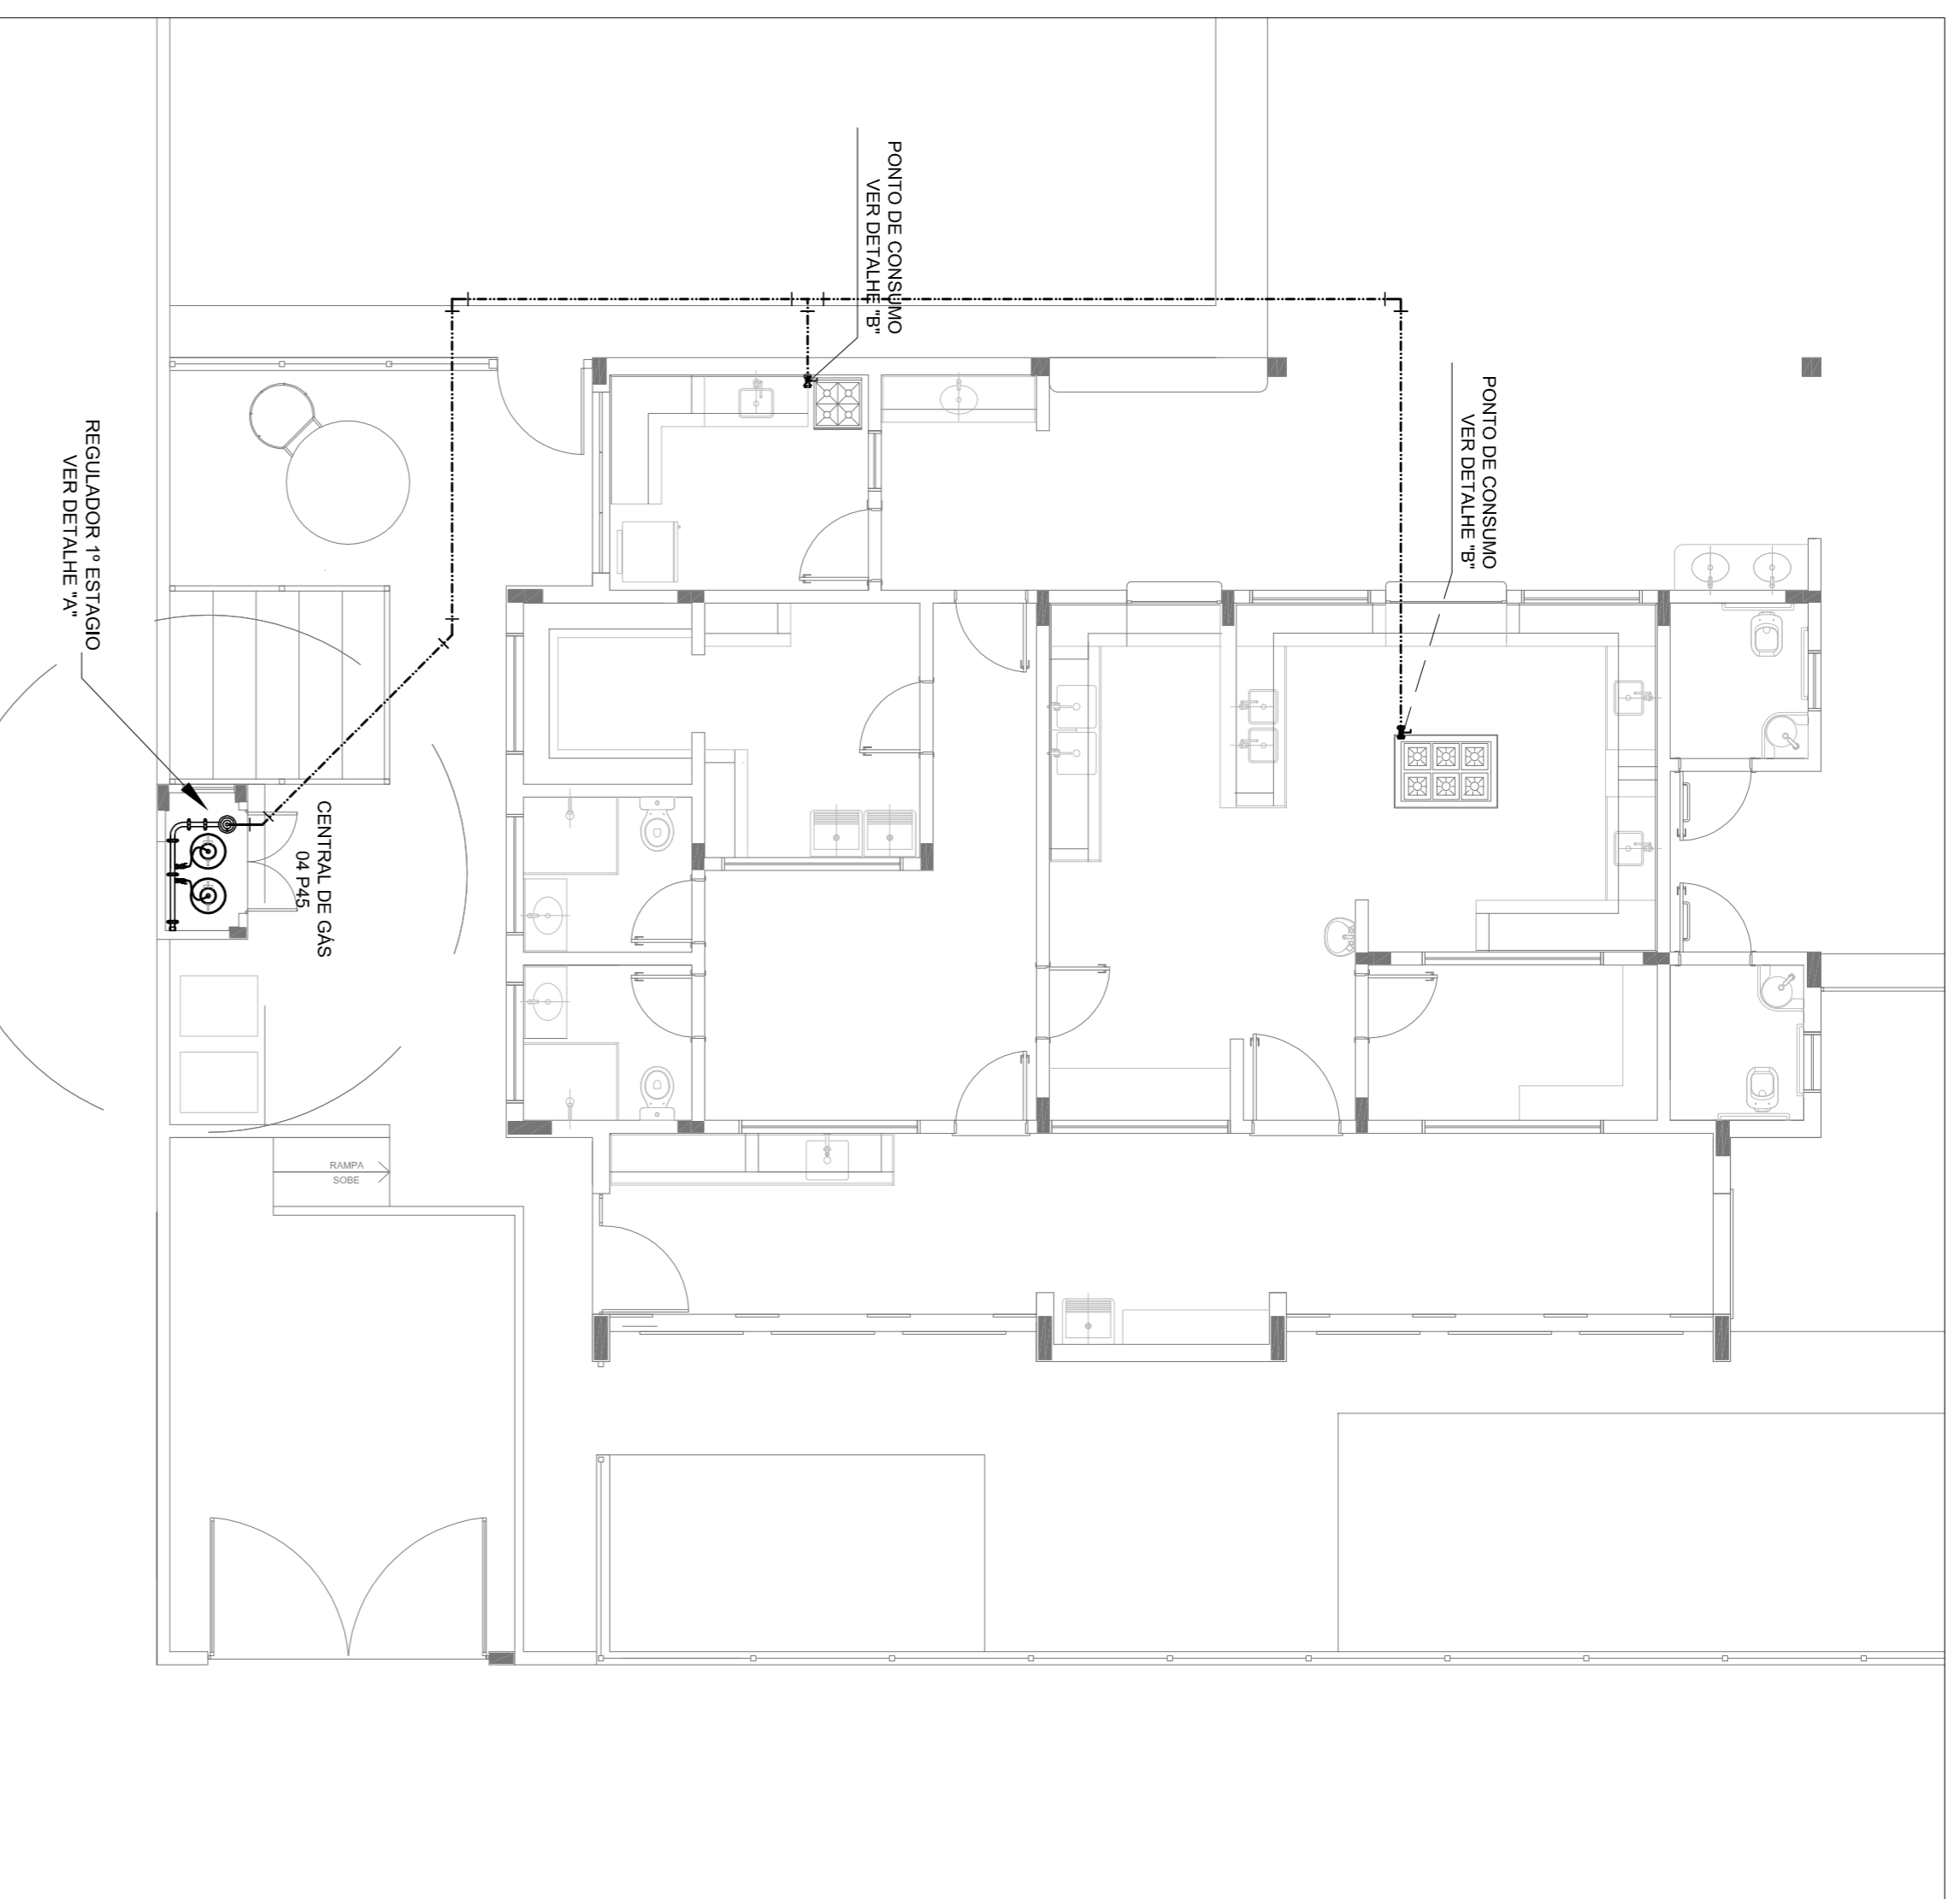 PONTO DE CONSUMO
VER DETALHE "B"
PONTO DE CONSUMO
VER DETALHE "B"
REGULADOR 1º ESTAGIO
VER DETALHE "A"
CENTRAL DE GÁS
04 P45
RAMPA
SOBE